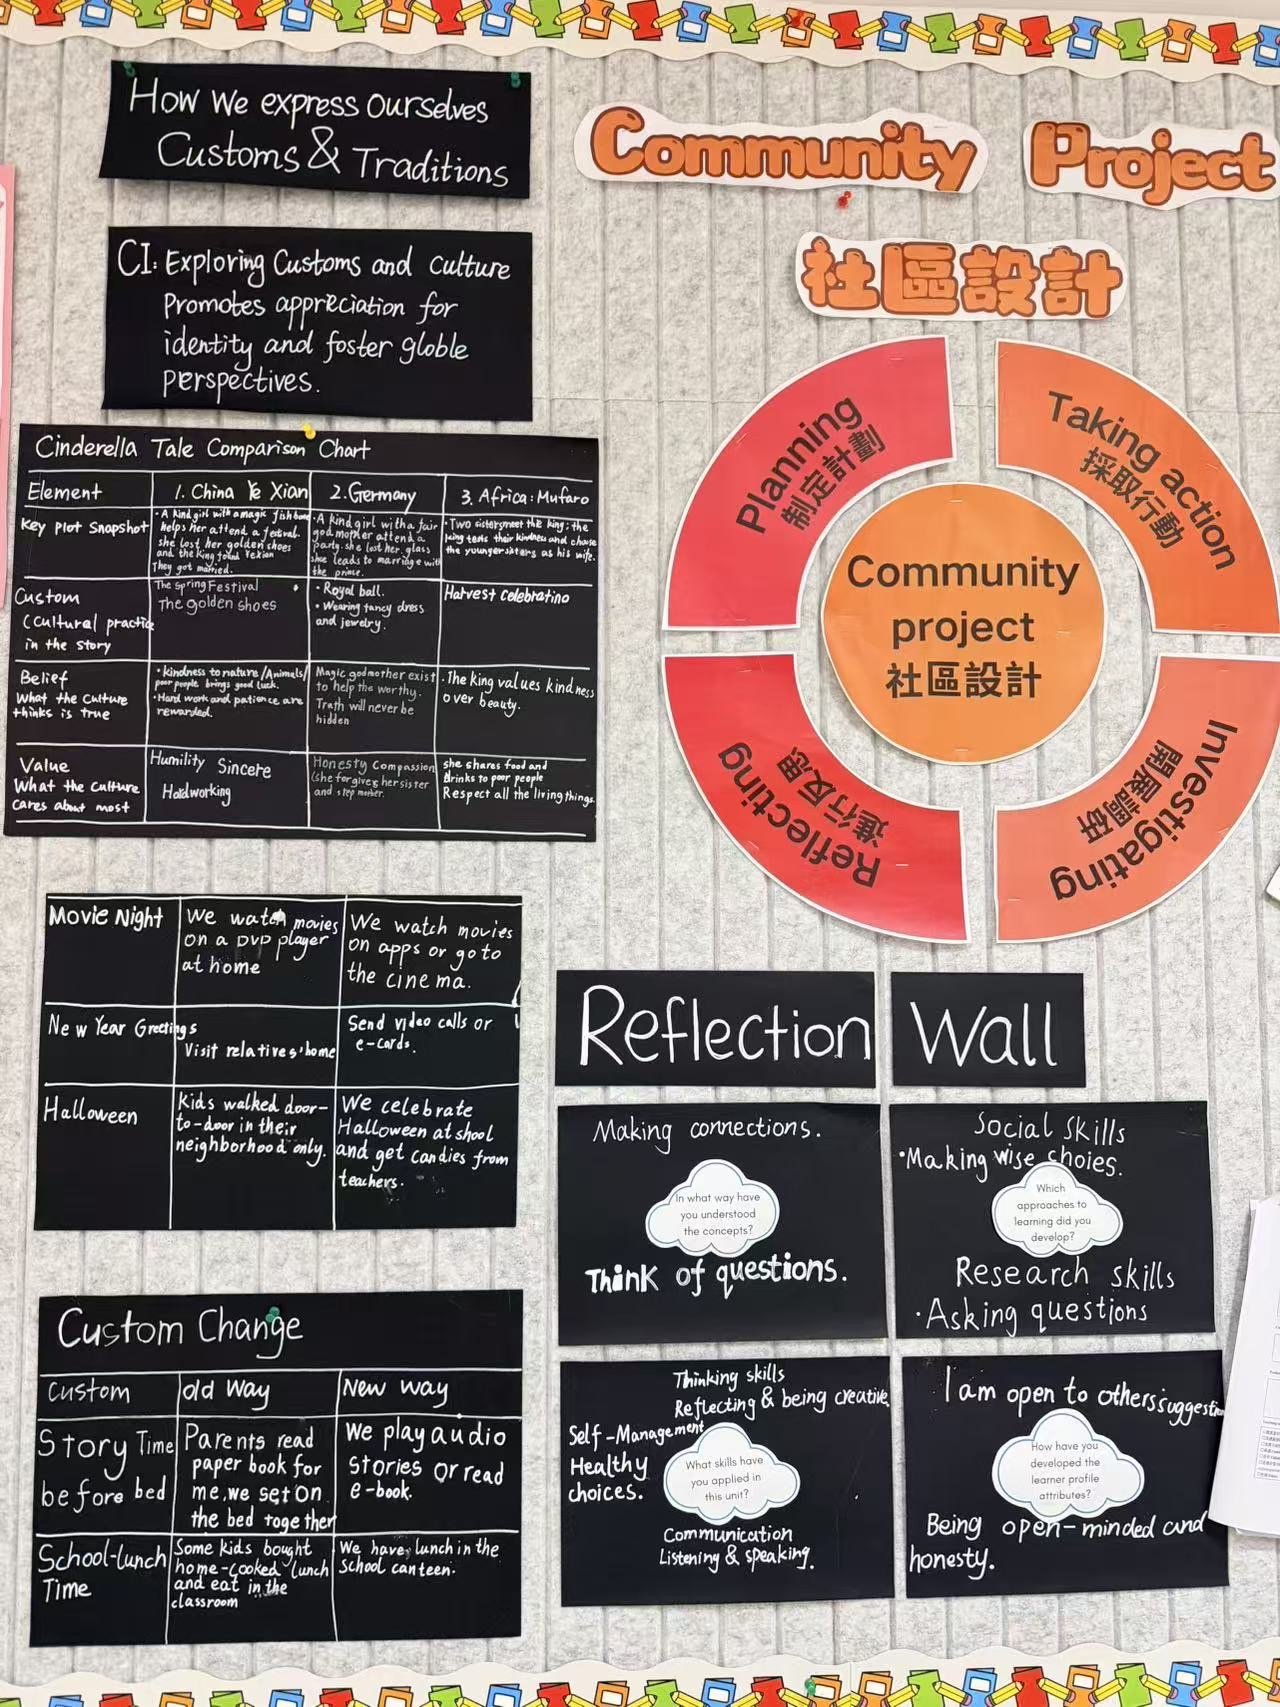 How We express Ourselves
Customs & Traditions
CI: Exploring Customs and culture
Promotes appreciation for
identity and foster globle
perspectives.
Cinderella Tale Comparison Chart
Element
1. China Ye Xian
2. Germany
3. Africa: Mufaro
Key Plot Snapshot
• A kind girl with a magic fishbone
helps her attend a festival.
she lost her golden shoes
and the king found Yexian
They got married.
• A kind girl with a fair
godmother attend a
party. she lost her glass
shoe leads to marriage with
the prince.
• Two sisters meet the king; the
king tests their kindness and chose
the younger sisters as his wife.
Custom
(Cultural practice
in the story
The Spring Festival
The golden shoes
• Royal ball.
• Wearing fancy dress
and jewelry.
Harvest celebratino
Belief
What the Culture
thinks is true
• kindness to nature/Animals/
poor people brings good luck.
• Hard work and patience are
rewarded.
Magic godmother exist
to help the worthy.
Truth will never be
hidden
• The king values kindness
over beauty.
Value
What the Culture
Cares about most
Humility Sincere
Haldworking
Honesty Compassion
(she forgives her sister
and step mother.
she shares food and
drinks to poor people
Respect all the living things.
Movie Night
We watch movies
on a DVD player
at home
We watch movies
on apps or go to
the cinema.
New Year Greetings
Visit relatives' home
Send video calls or
e-cards.
Halloween
Kids walked door-
to-door in their
neighborhood only.
We celebrate
Halloween at shool
and get candies from
teachers.
Custom Change
Custom
old Way
New way
Story Time
before bed
Parents read
paper book for
me, we set on
the bed together
We play audio
stories or read
e-book.
School-lunch
Time
Some kids bought
home-cooked lunch
and eat in the
classroom
We have lunch in the
School canteen.
Community Project
社區設計
Planning
制定計劃
Taking action
採取行動
Community
project
社區設計
Reflecting
進行反思
Investigating
開展調研
Reflection Wall
Making connections.
In what way have
you understood
the concepts?
Think of questions.
Social Skills
• Making wise choies.
Which
approaches to
learning did you
develop?
Research skills
• Asking questions
Thinking skills
Reflecting & being creative
Self-Management
Healthy
choices.
What skills have
you applied in
this unit?
Communication
Listening & speaking.
I am open to others' suggestion
How have you
developed the
learner profile
attributes?
Being open-minded and
honesty.